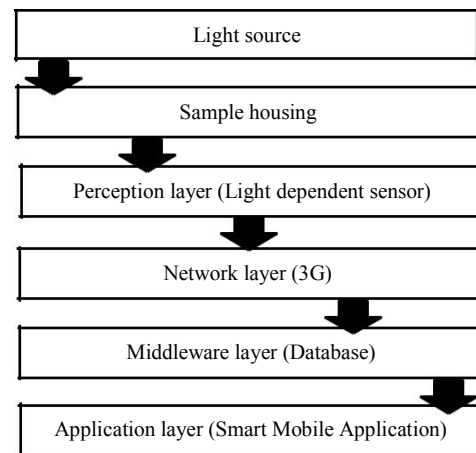 Light source
Sample housing
Perception layer (Light dependent sensor)
Network layer (3G)
Middleware layer (Database)
Application layer (Smart Mobile Application)